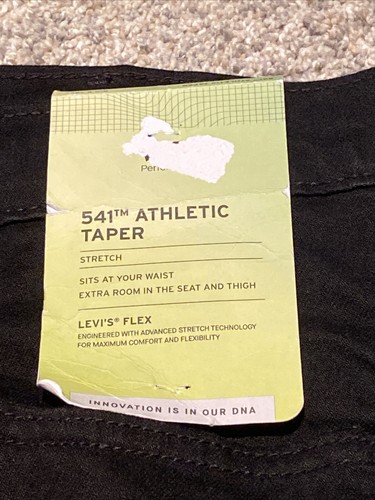 541™ ATHLETIC
TAPER
STRETCH
SITS AT YOUR WAIST
EXTRA ROOM IN THE SEAT AND THIGH
LEVI'S® FLEX
ENGINEERED WITH ADVANCED STRETCH TECHNOLOGY
FOR MAXIMUM COMFORT AND FLEXIBILITY
INNOVATION IS IN OUR DNA